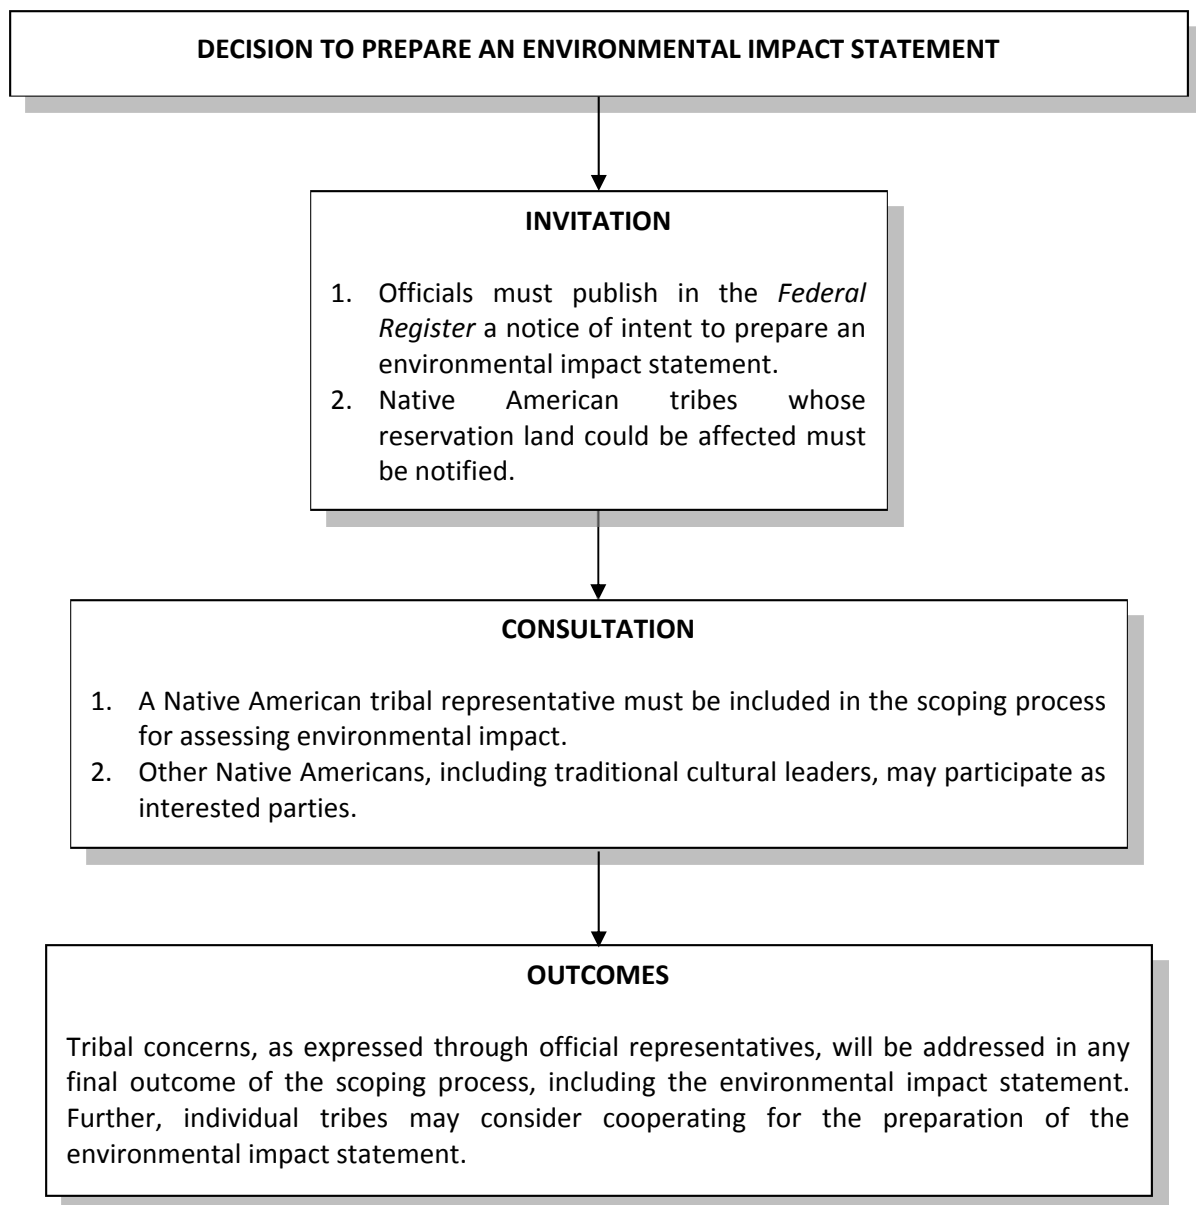 DECISION TO PREPARE AN ENVIRONMENTAL IMPACT STATEMENT
INVITATION
1. Officials must publish in the Federal
Register a notice of intent to prepare an
environmental impact statement.
2. Native American tribes whose
reservation land could be affected must
be notified.
CONSULTATION
1. A Native American tribal representative must be included in the scoping process
for assessing environmental impact.
2. Other Native Americans, including traditional cultural leaders, may participate as
interested parties.
OUTCOMES
Tribal concerns, as expressed through official representatives, will be addressed in any
final outcome of the scoping process, including the environmental impact statement.
Further, individual tribes may consider cooperating for the preparation of the
environmental impact statement.